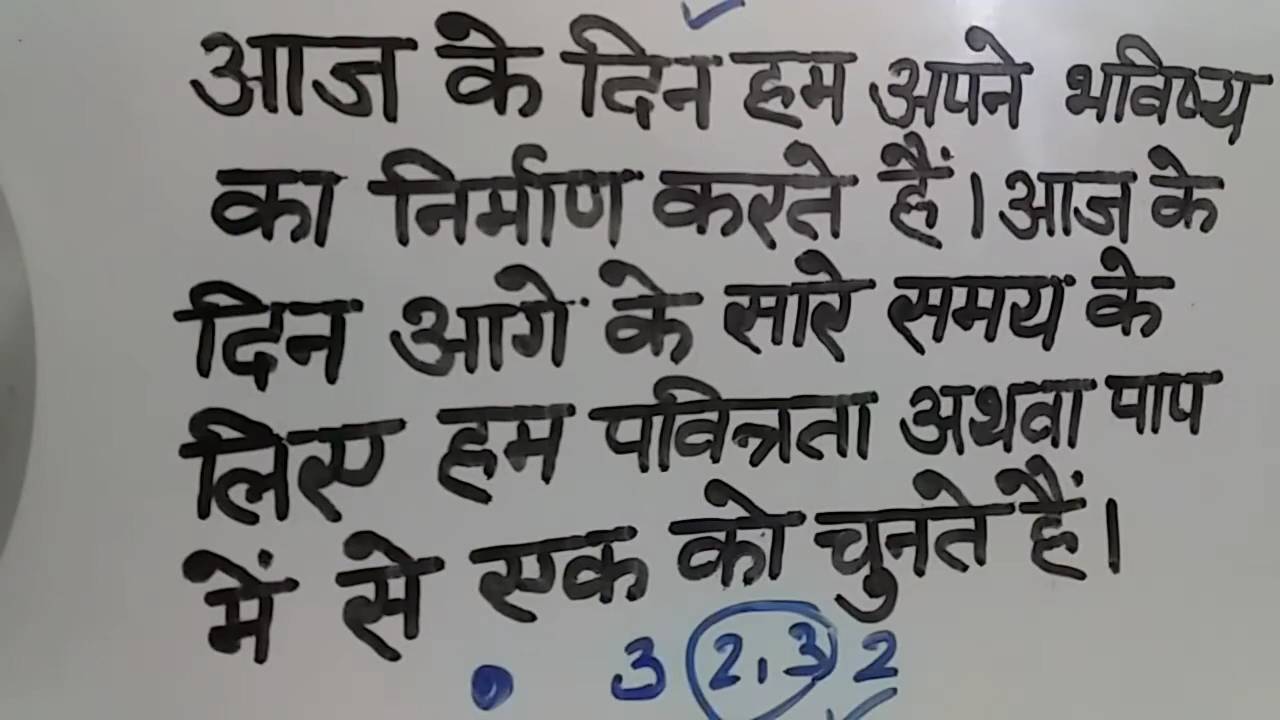 आज के दिन हम अपने भविष्य
का निर्माण करते हैं। आज के
दिन आगे के सारे समय के
लिए हम पवित्रता अथवा पाप
में से एक को चुनते हैं।
3 2,3 2